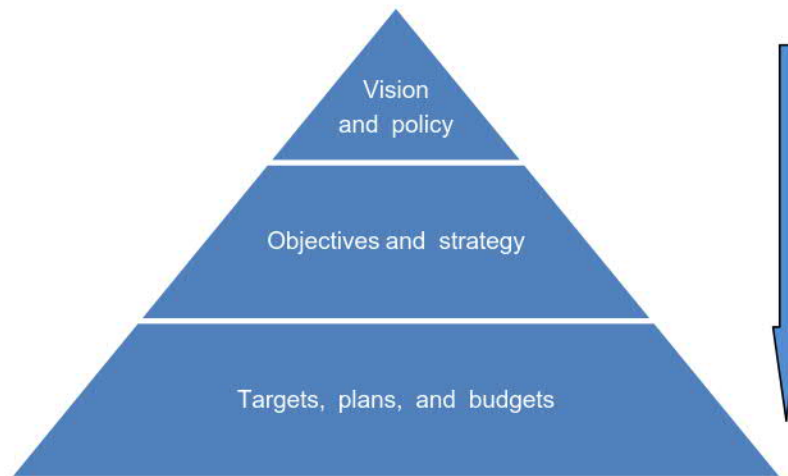 Vision
and policy
Objectives and strategy
Targets, plans, and budgets